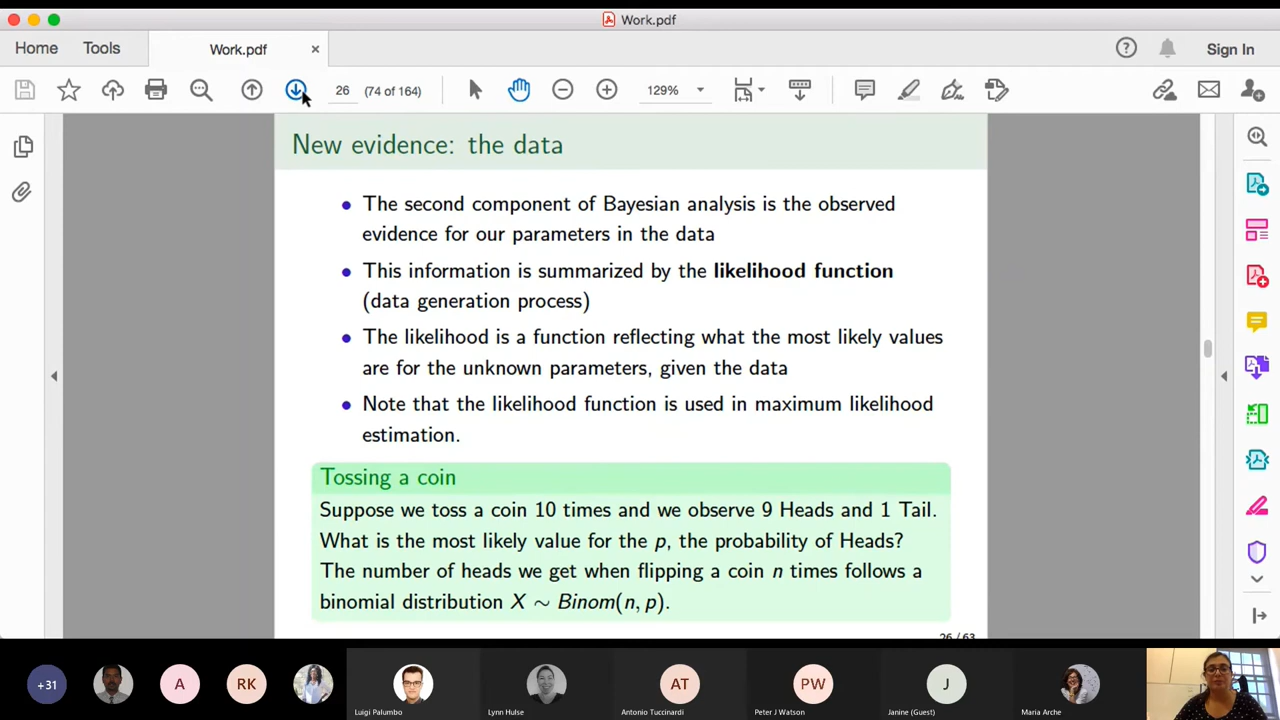 Work.pdf
Home Tools Work.pdf × Sign In
26 (74 of 164) 129%
New evidence: the data
• The second component of Bayesian analysis is the observed
evidence for our parameters in the data
• This information is summarized by the likelihood function
(data generation process)
• The likelihood is a function reflecting what the most likely values
are for the unknown parameters, given the data
• Note that the likelihood function is used in maximum likelihood
estimation.
Tossing a coin
Suppose we toss a coin 10 times and we observe 9 Heads and 1 Tail.
What is the most likely value for the p, the probability of Heads?
The number of heads we get when flipping a coin n times follows a
binomial distribution X ∼ Binom(n, p).
26 / 63
+31 A RK AT PW J
Luigi Palumbo Lynn Hulse Antonio Tuccinardi Peter J Watson Janine (Guest) Maria Arche